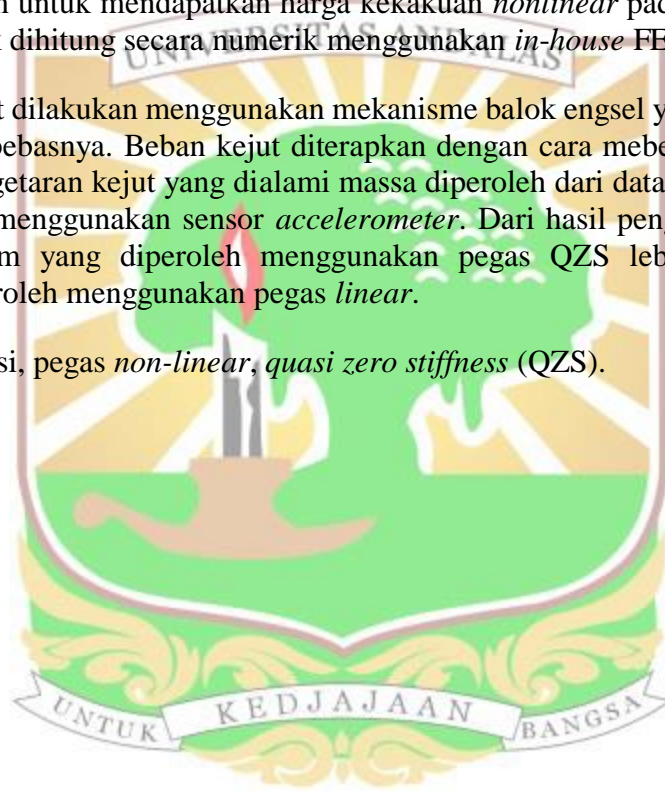 n untuk mendapatkan harga kekakuan nonlinear pad
k dihitung secara numerik menggunakan in-house FE
UNIVERSITAS ANDALAS
t dilakukan menggunakan mekanisme balok engsel y
bebasnya. Beban kejut diterapkan dengan cara mebe
getaran kejut yang dialami massa diperoleh dari data
menggunakan sensor accelerometer. Dari hasil peng
m yang diperoleh menggunakan pegas QZS leb
roleh menggunakan pegas linear.
si, pegas non-linear, quasi zero stiffness (QZS).
UNTUK KEDJAJAAN BANGSA